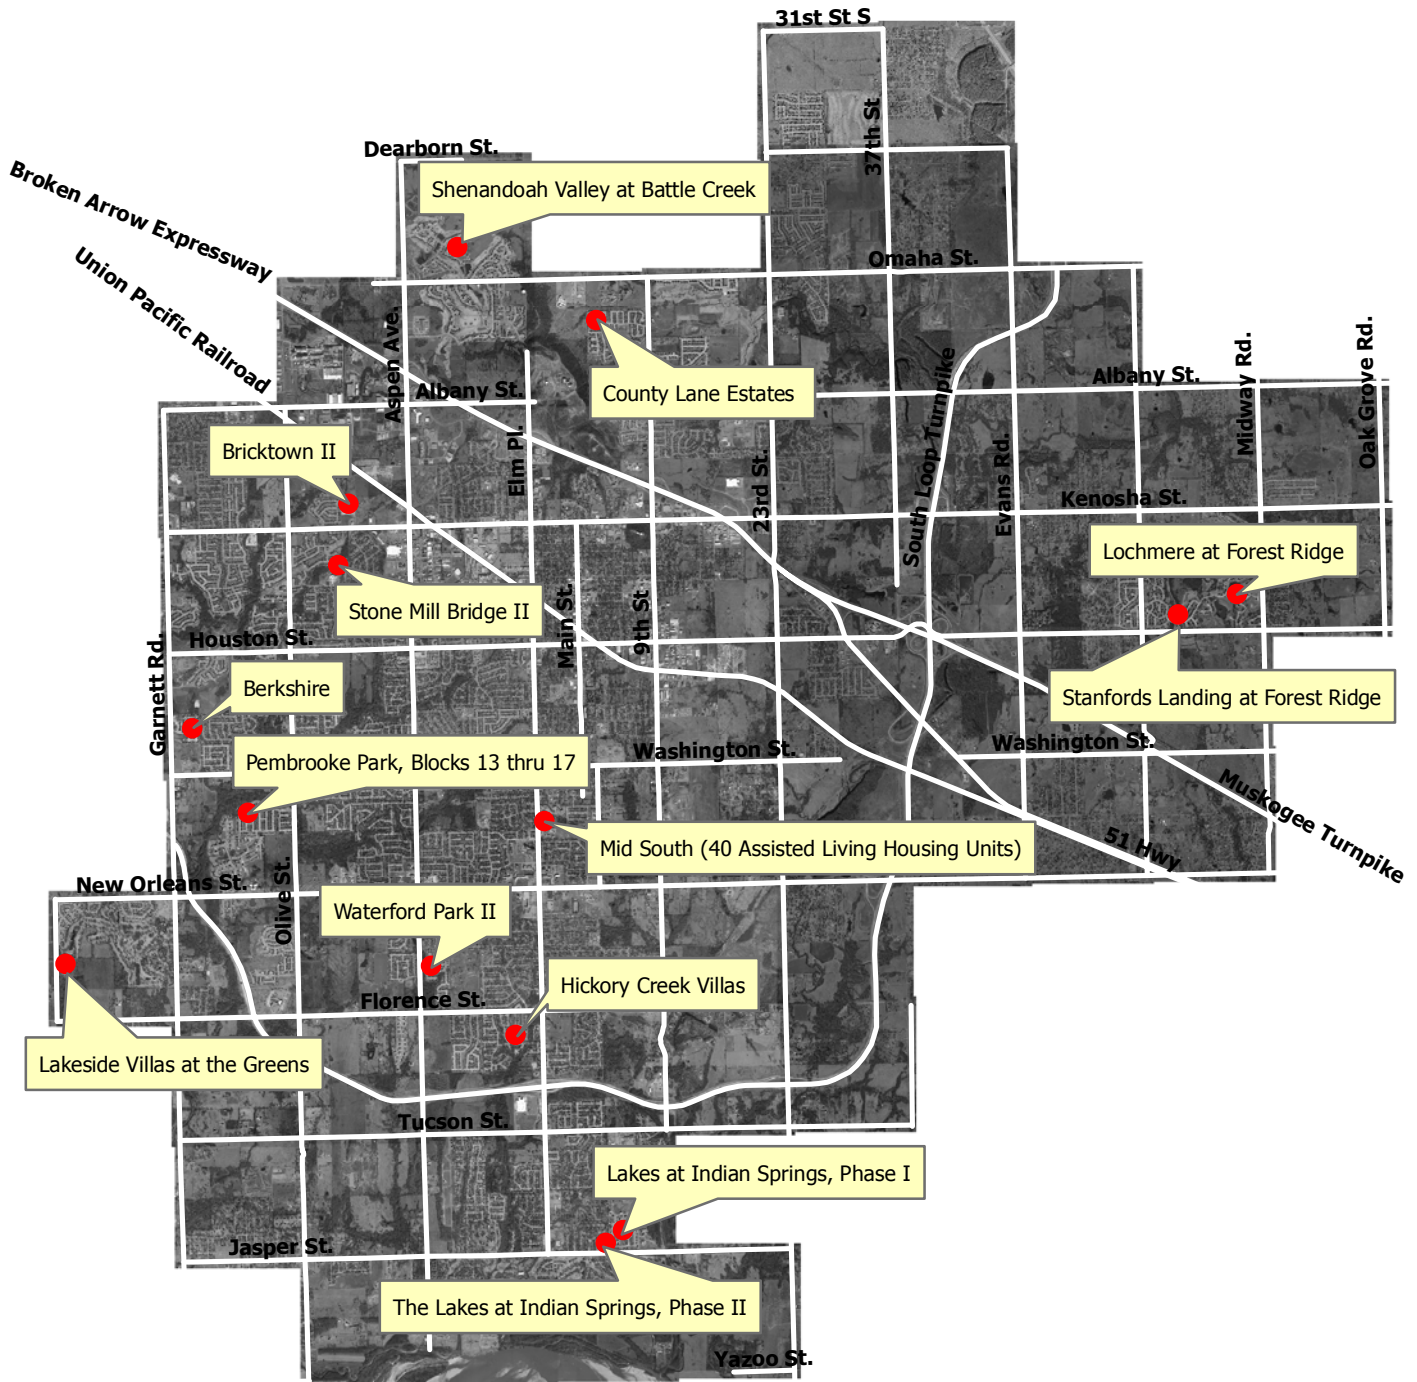 31st St S
37th St
Dearborn St.
Broken Arrow Expressway
Shenandoah Valley at Battle Creek
Union Pacific Railroad
Omaha St.
Aspen Ave.
Albany St.
County Lane Estates
Albany St.
Midway Rd.
Oak Grove Rd.
South Loop Turnpike
Bricktown II
Elm Pl.
23rd St.
Evans Rd.
Kenosha St.
Lochmere at Forest Ridge
Stone Mill Bridge II
Main St.
9th St
Houston St.
Garnett Rd.
Berkshire
Stanfords Landing at Forest Ridge
Washington St.
Washington St.
Pembrooke Park, Blocks 13 thru 17
Muskogee Turnpike
Mid South (40 Assisted Living Housing Units)
51 Hwy
New Orleans St.
Olive St.
Waterford Park II
Hickory Creek Villas
Florence St.
Lakeside Villas at the Greens
Tucson St.
Lakes at Indian Springs, Phase I
Jasper St.
The Lakes at Indian Springs, Phase II
Yazoo St.